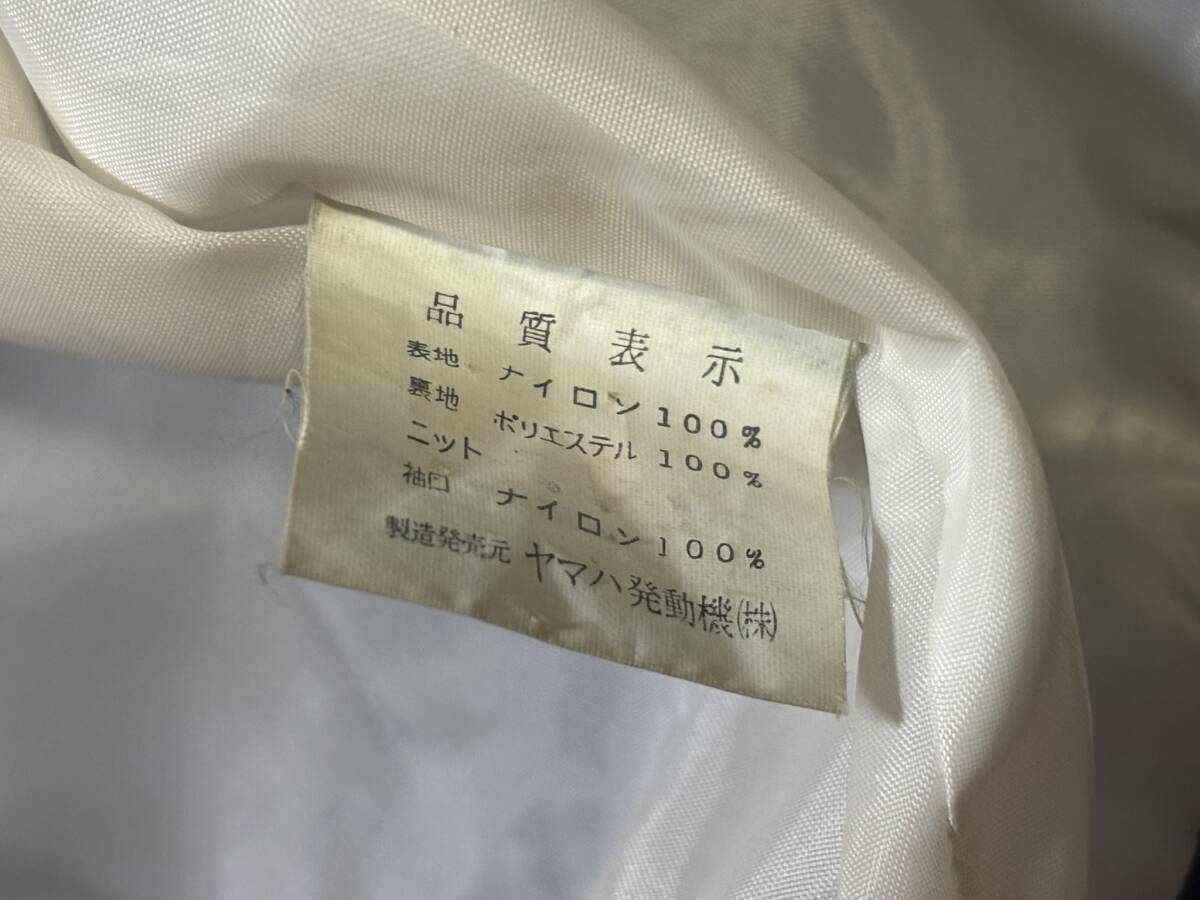 品質表示
表地 ナイロン100%
裏地 ポリエステル100%
ニット
袖口 ナイロン100%
製造発売元 ヤマハ発動機㈱